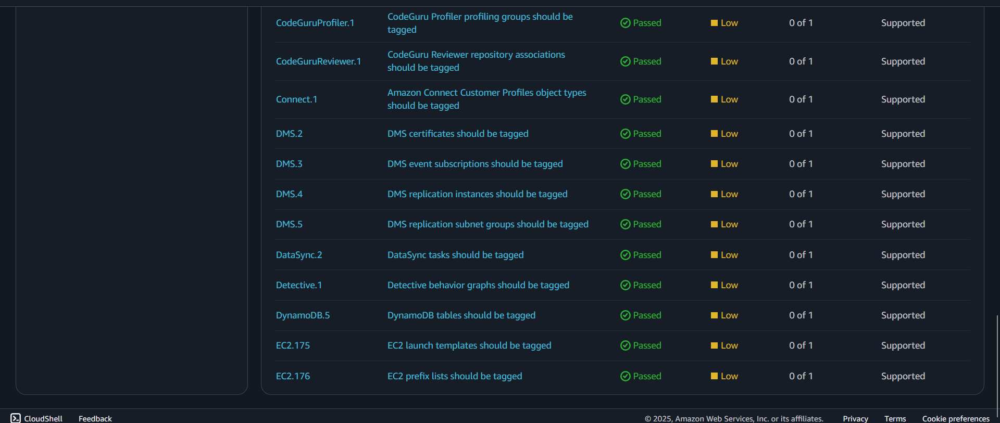 CodeGuruProfiler.1 CodeGuru Profiler profiling groups should be tagged Passed Low 0 of 1 Supported
CodeGuruReviewer.1 CodeGuru Reviewer repository associations should be tagged Passed Low 0 of 1 Supported
Connect.1 Amazon Connect Customer Profiles object types should be tagged Passed Low 0 of 1 Supported
DMS.2 DMS certificates should be tagged Passed Low 0 of 1 Supported
DMS.3 DMS event subscriptions should be tagged Passed Low 0 of 1 Supported
DMS.4 DMS replication instances should be tagged Passed Low 0 of 1 Supported
DMS.5 DMS replication subnet groups should be tagged Passed Low 0 of 1 Supported
DataSync.2 DataSync tasks should be tagged Passed Low 0 of 1 Supported
Detective.1 Detective behavior graphs should be tagged Passed Low 0 of 1 Supported
DynamoDB.5 DynamoDB tables should be tagged Passed Low 0 of 1 Supported
EC2.175 EC2 launch templates should be tagged Passed Low 0 of 1 Supported
EC2.176 EC2 prefix lists should be tagged Passed Low 0 of 1 Supported
CloudShell Feedback © 2025, Amazon Web Services, Inc. or its affiliates. Privacy Terms Cookie preferences